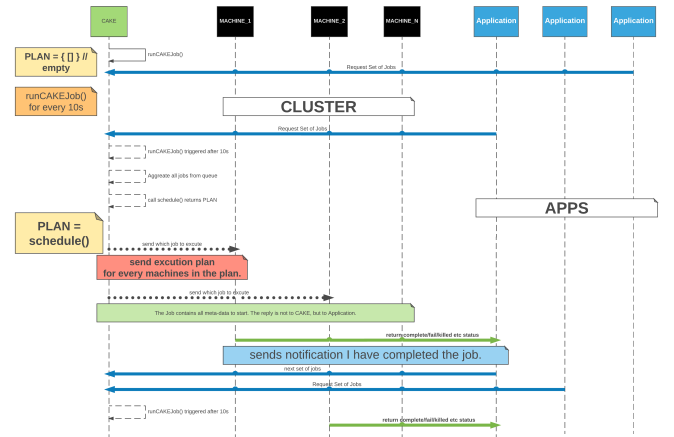 CAKE
MACHINE_1
MACHINE_2
MACHINE_N
Application
Application
Application
PLAN = { [] } //
empty
runCAKEJob()
Request Set of Jobs
runCAKEJob()
for every 10s
CLUSTER
Request Set of Jobs
runCAKEJob() triggered after 10s
Aggreate all jobs from queue
call schedule() returns PLAN
APPS
PLAN =
schedule()
send which job to excute
send excution plan
for every machines in the plan.
send which job to excute
The Job contains all meta-data to start. The reply is not to CAKE, but to Application.
return complete/fail/killed etc status
sends notification I have completed the job.
next set of jobs
Request Set of Jobs
runCAKEJob() triggered after 10s
return complete/fail/killed etc status